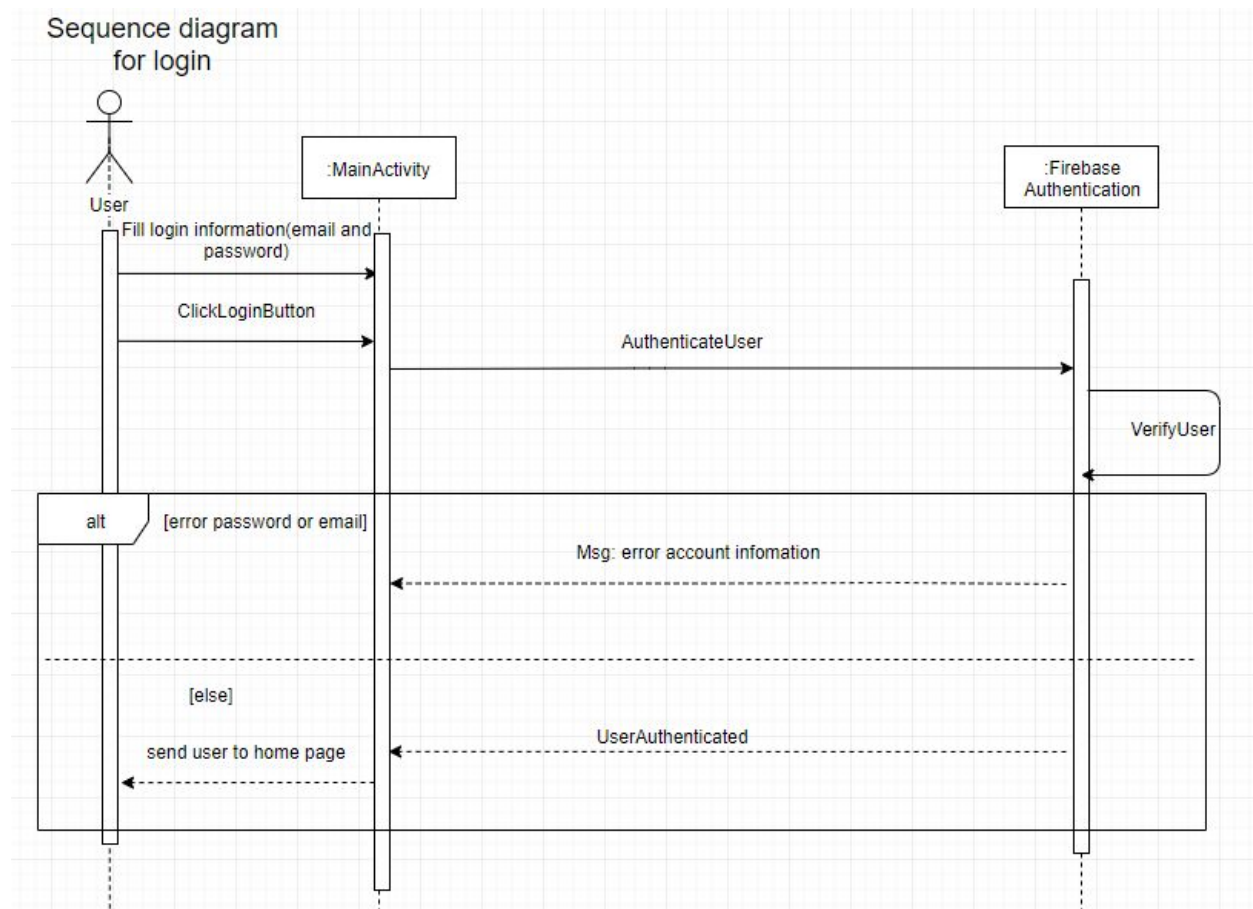 Sequence diagram
for login
:MainActivity
:Firebase
Authentication
User
Fill login information(email and
password)
ClickLoginButton
AuthenticateUser
VerifyUser
alt
[error password or email]
Msg: error account infomation
[else]
UserAuthenticated
send user to home page